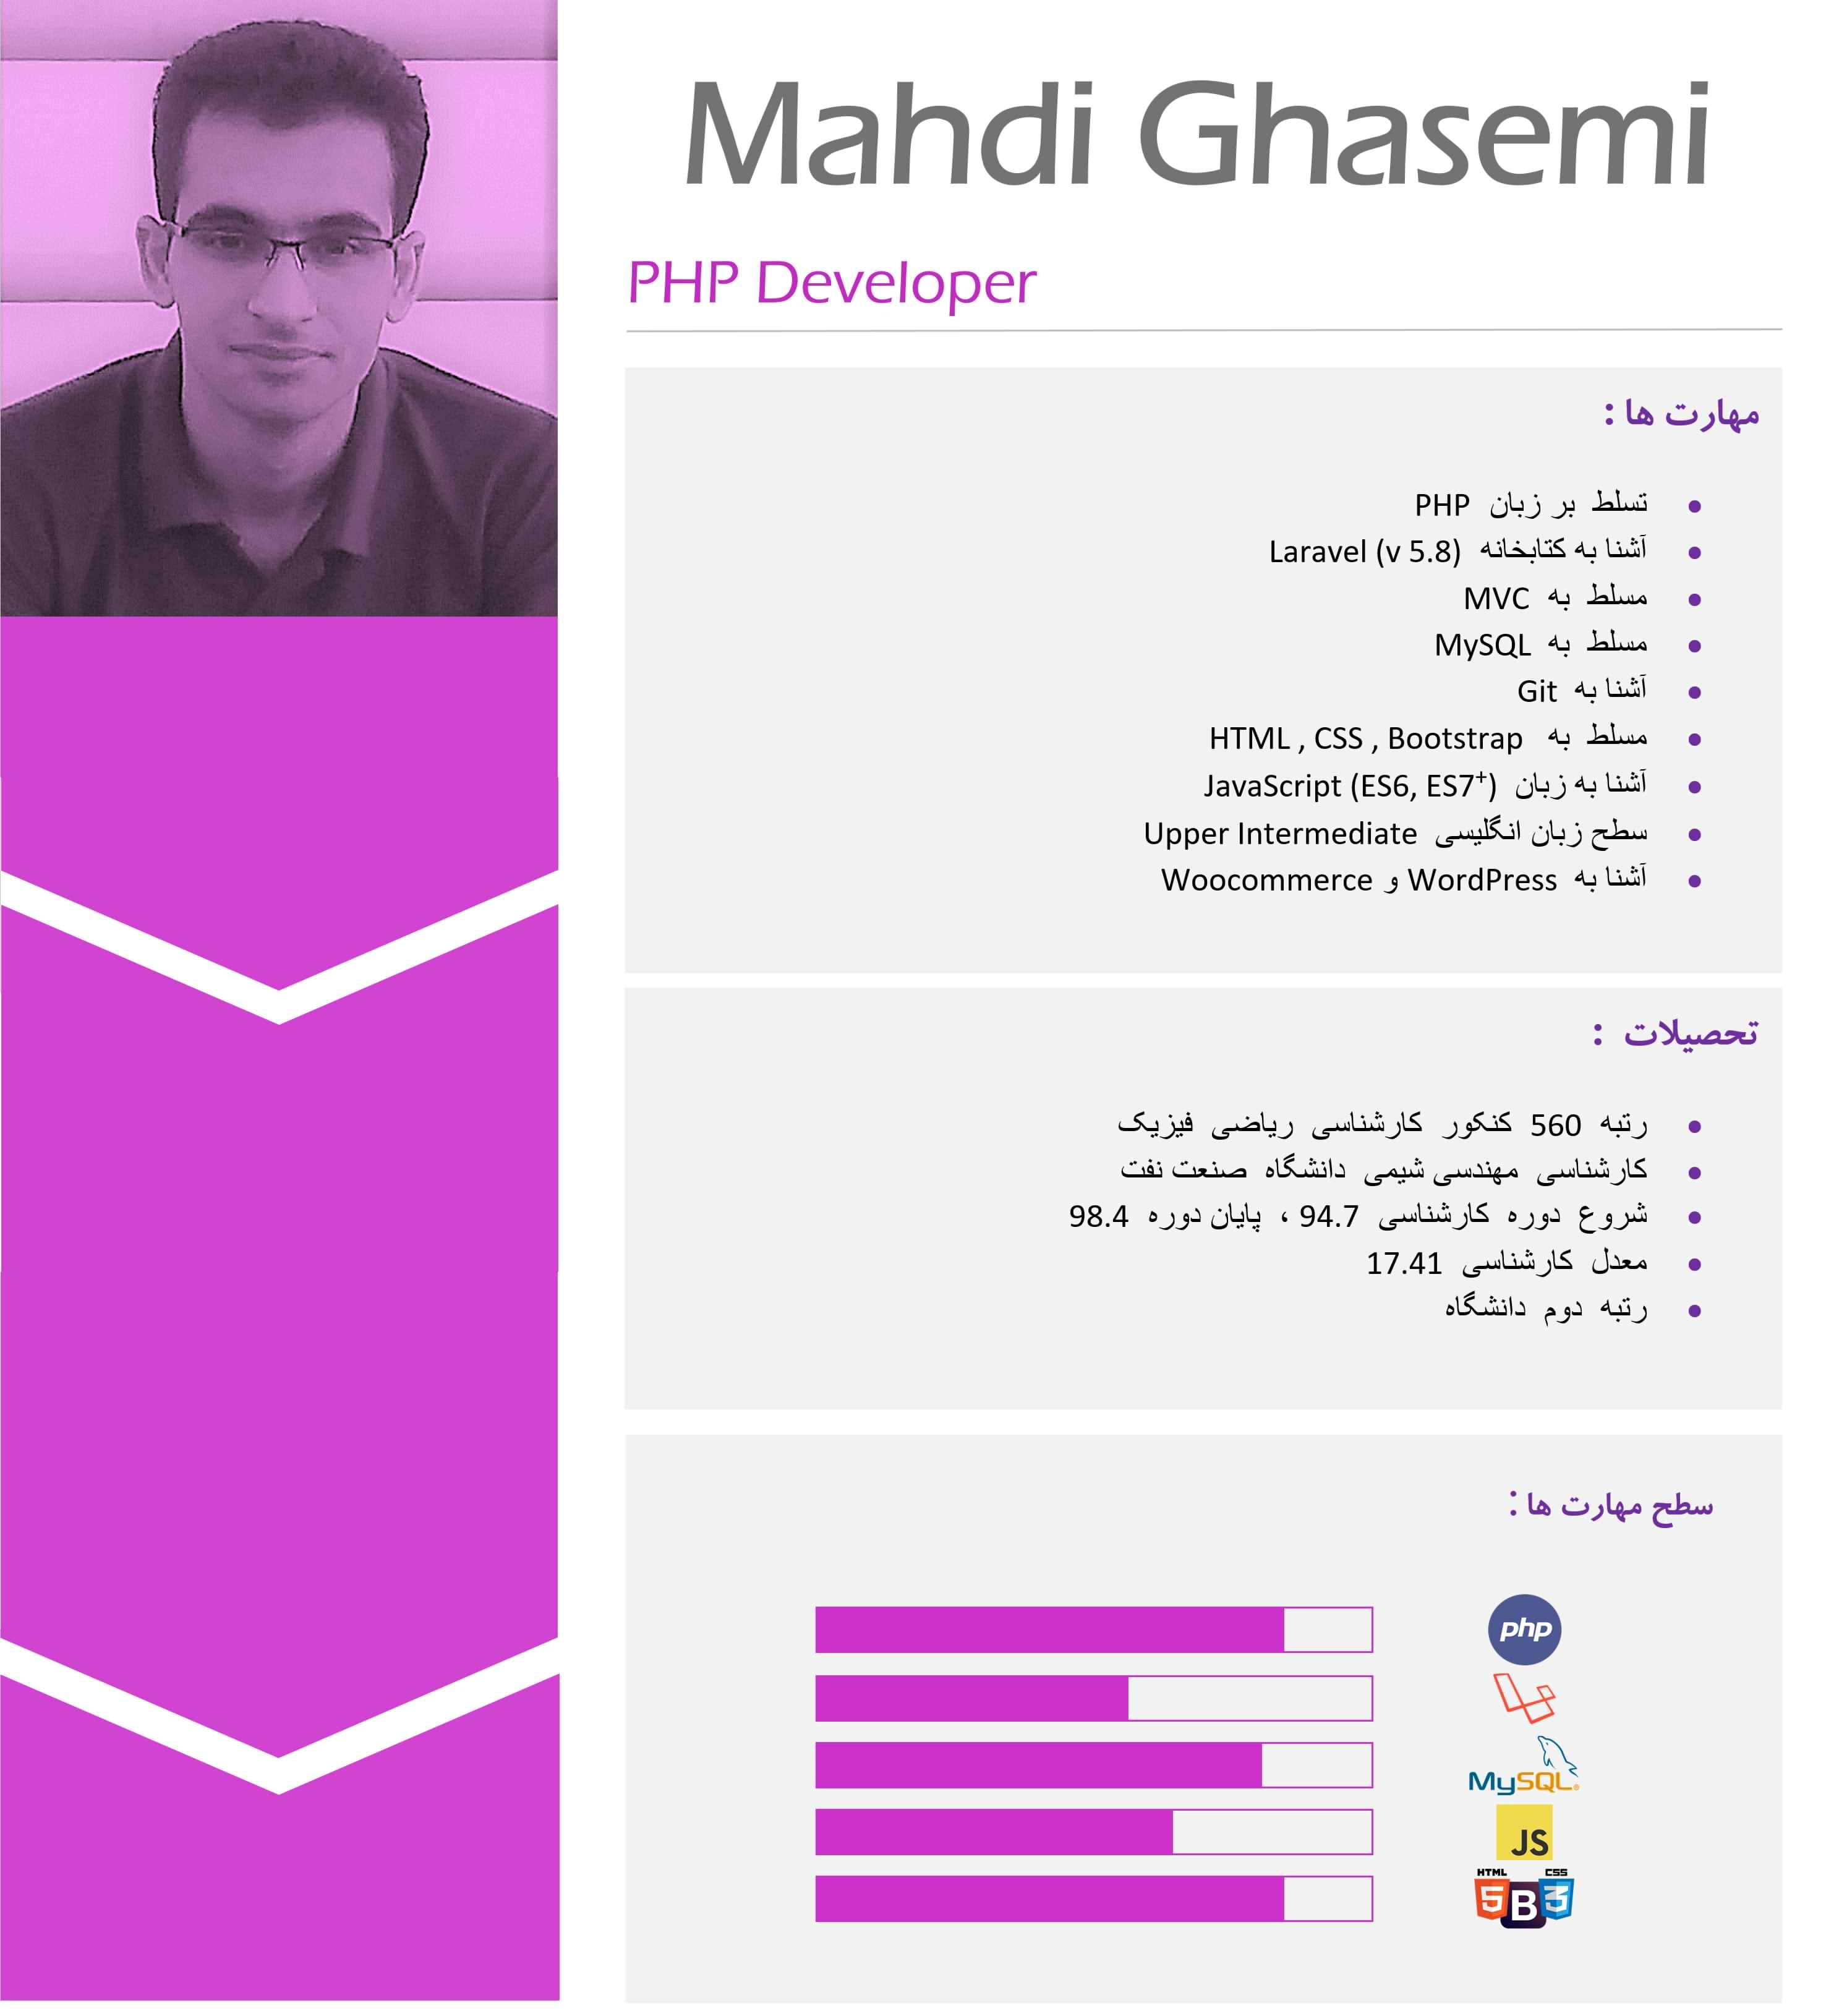 Mahdi Ghasemi
PHP Developer
مهارت ها :
تسلط بر زبان PHP
آشنا به کتابخانه Laravel (v 5.8)
مسلط به MVC
مسلط به MySQL
آشنا به Git
مسلط به HTML , CSS , Bootstrap
آشنا به زبان JavaScript (ES6, ES7⁺)
سطح زبان انگلیسی Upper Intermediate
آشنا به WordPress و Woocommerce
تحصیلات :
رتبه 560 کنکور کارشناسی ریاضی فیزیک
کارشناسی مهندسی شیمی دانشگاه صنعت نفت
شروع دوره کارشناسی 94.7 ، پایان دوره 98.4
معدل کارشناسی 17.41
رتبه دوم دانشگاه
سطح مهارت ها :
php
MySQL®
JS
HTML CSS
5 B 3